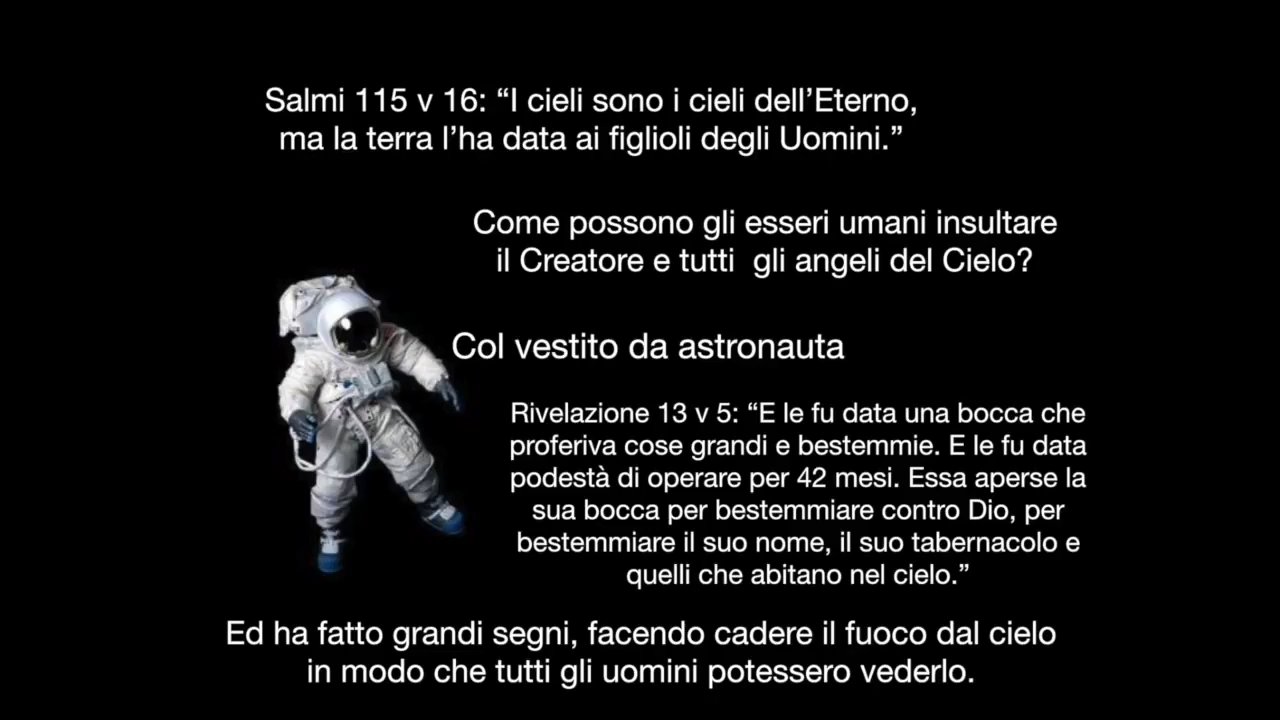 Salmi 115 v 16: “I cieli sono i cieli dell’Eterno,
ma la terra l’ha data ai figlioli degli Uomini.”
Come possono gli esseri umani insultare
il Creatore e tutti  gli angeli del Cielo?
Col vestito da astronauta
Rivelazione 13 v 5: “E le fu data una bocca che
proferiva cose grandi e bestemmie. E le fu data
podestà di operare per 42 mesi. Essa aperse la
sua bocca per bestemmiare contro Dio, per
bestemmiare il suo nome, il suo tabernacolo e
quelli che abitano nel cielo.”
Ed ha fatto grandi segni, facendo cadere il fuoco dal cielo
in modo che tutti gli uomini potessero vederlo.